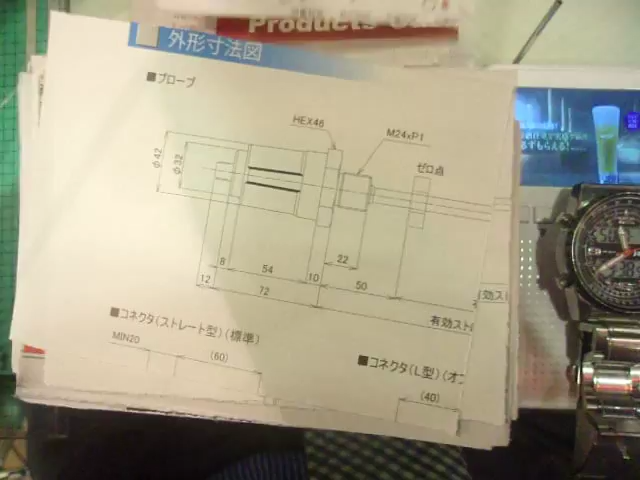 Products
外形寸法図
■プローブ
HEX46
M24xP1
ゼロ点
φ42
φ32
22
8
54
10
50
12
72
有効スト
■コネクタ(ストレート型)(標準)
MIN20
(60)
■コネクタ(L型)(オ
(40)